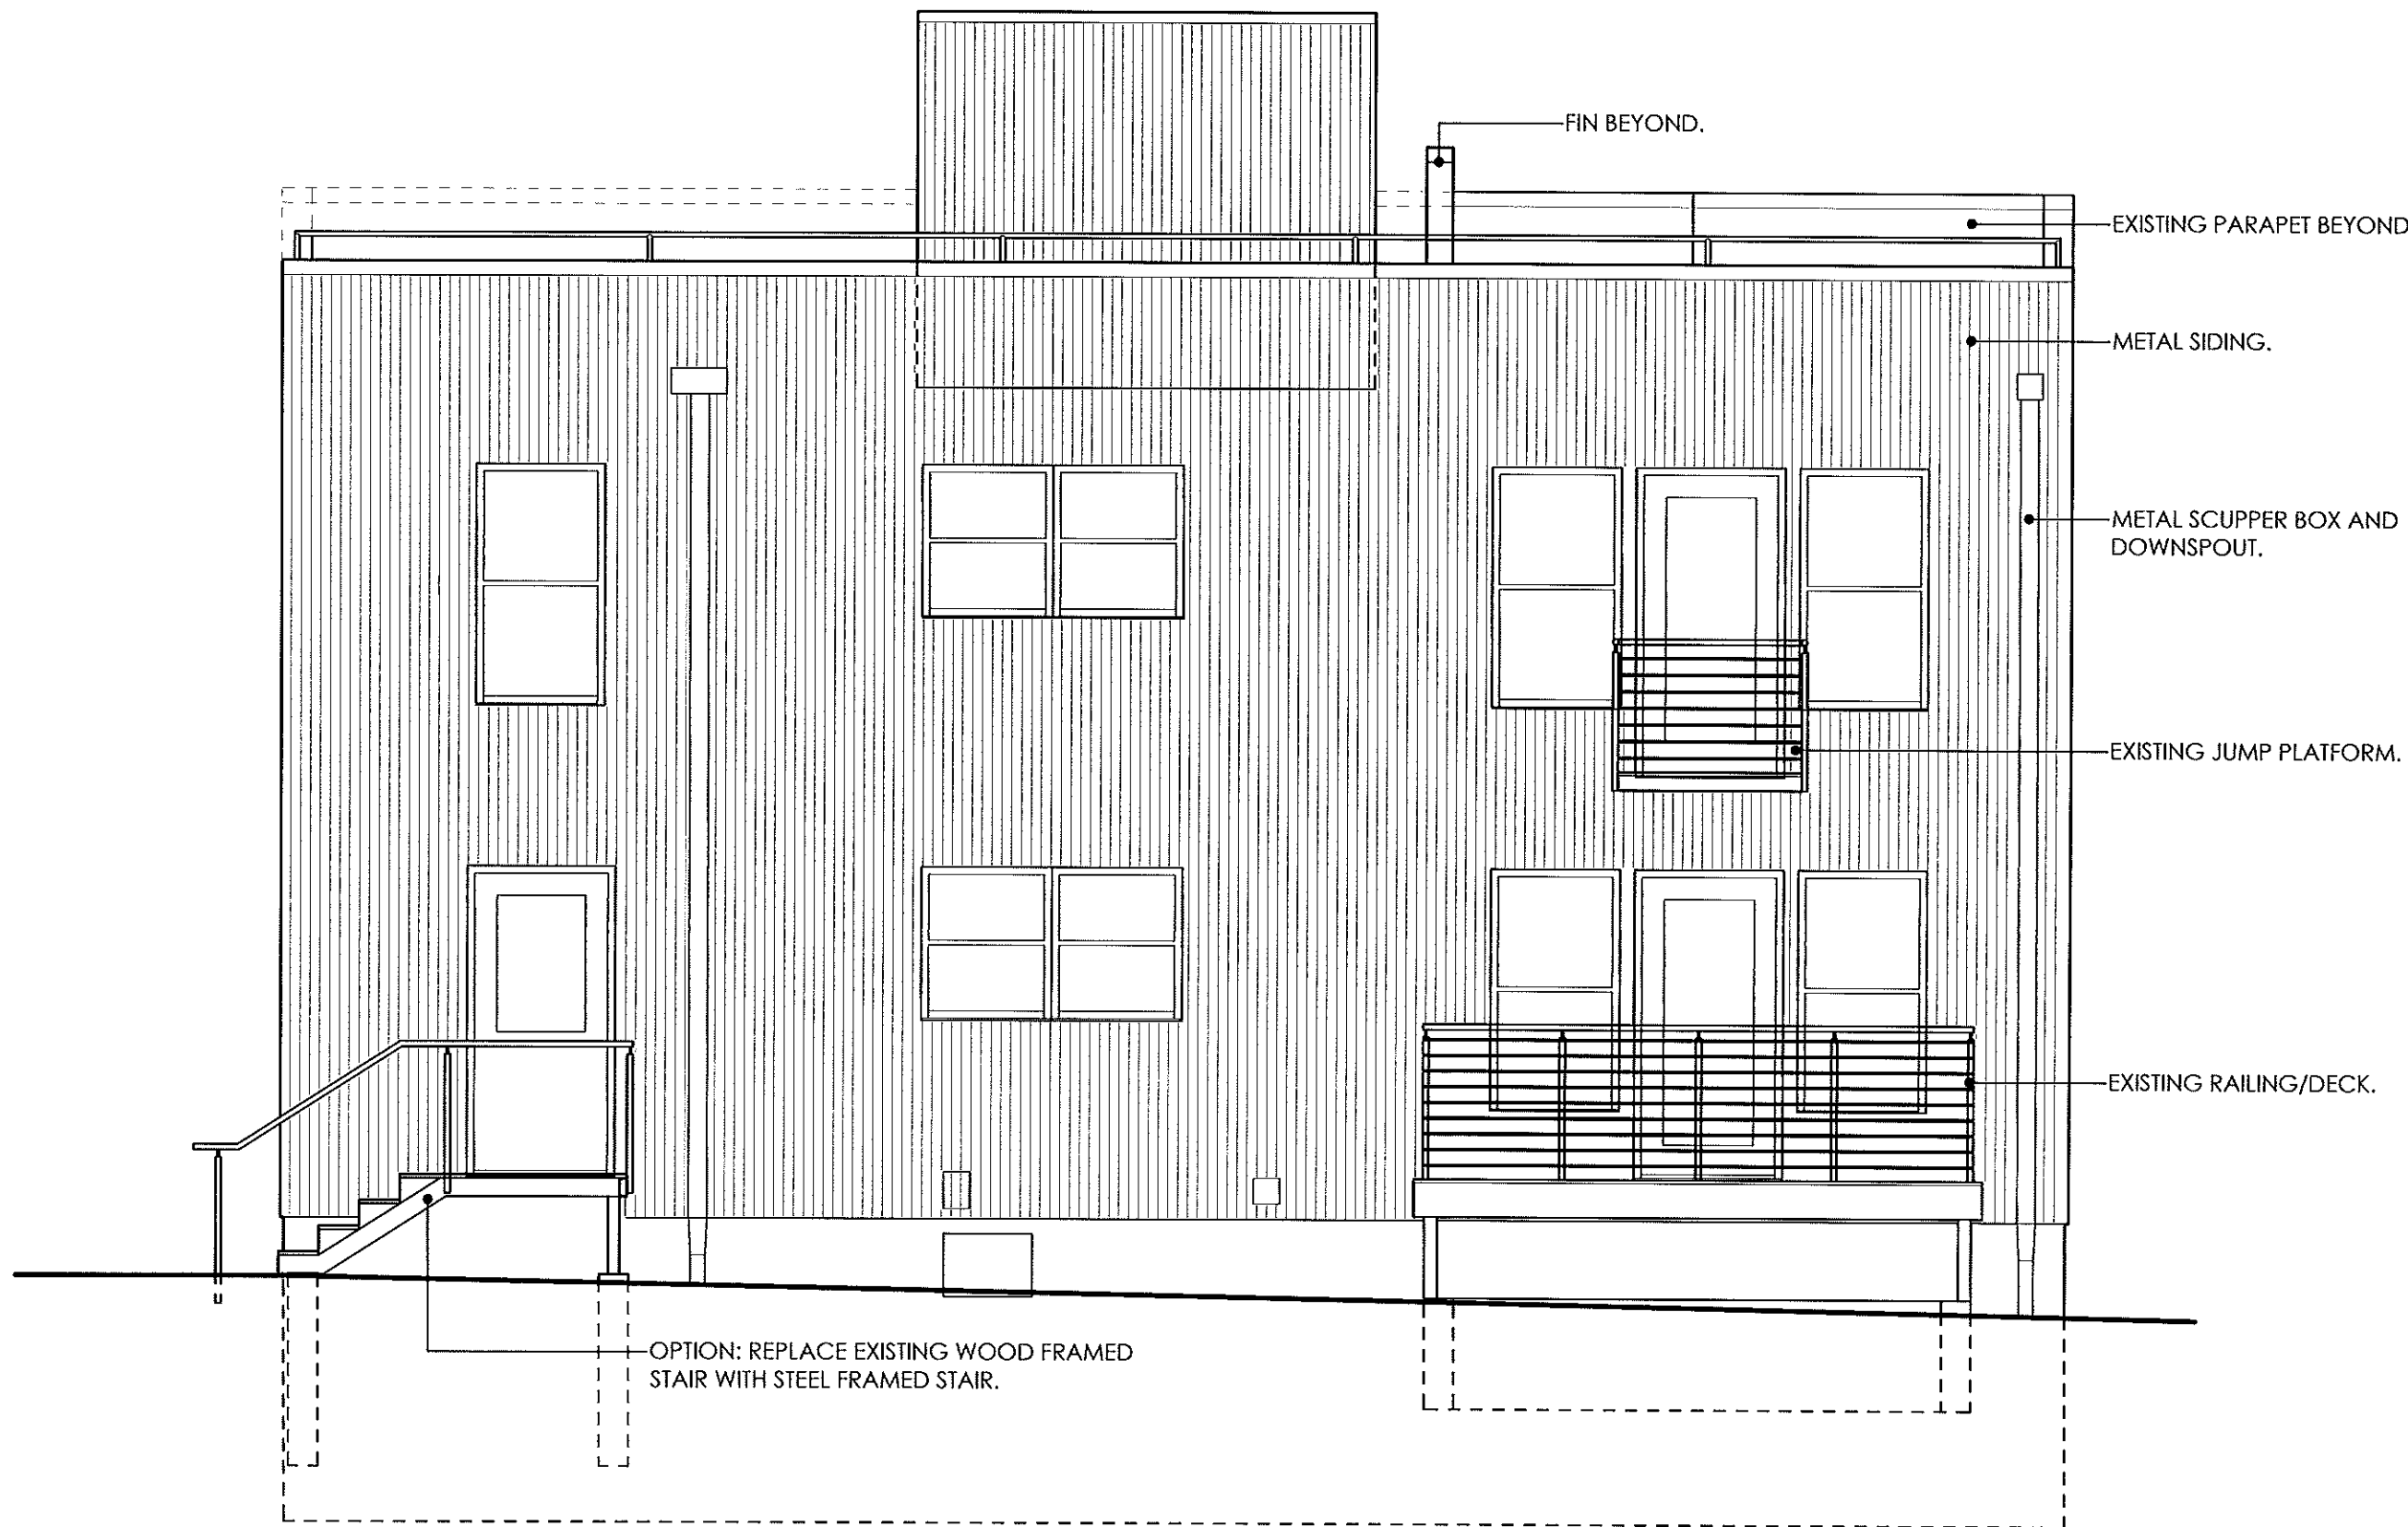 FIN BEYOND.
EXISTING PARAPET BEYOND
METAL SIDING.
METAL SCUPPER BOX AND
DOWNSPOUT.
EXISTING JUMP PLATFORM.
EXISTING RAILING/DECK.
OPTION: REPLACE EXISTING WOOD FRAMED
STAIR WITH STEEL FRAMED STAIR.